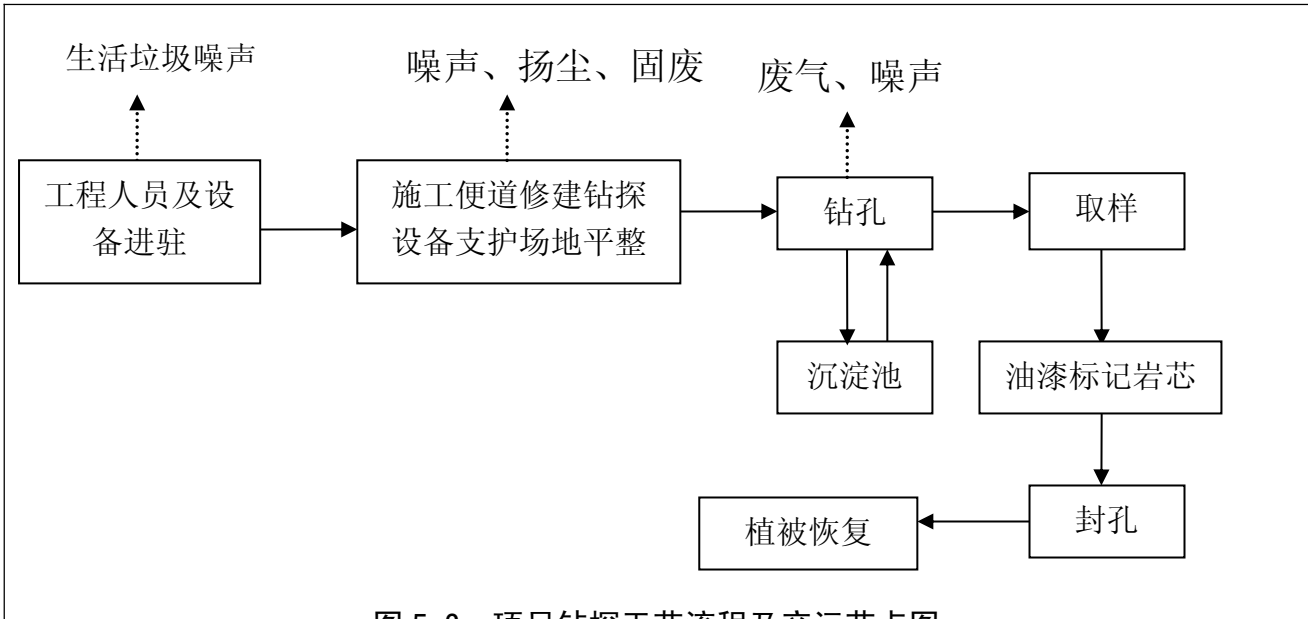 生活垃圾噪声
噪声、扬尘、固废
废气、噪声
工程人员及设
备进驻
施工便道修建钻探
设备支护场地平整
钻孔
取样
沉淀池
油漆标记岩芯
植被恢复
封孔